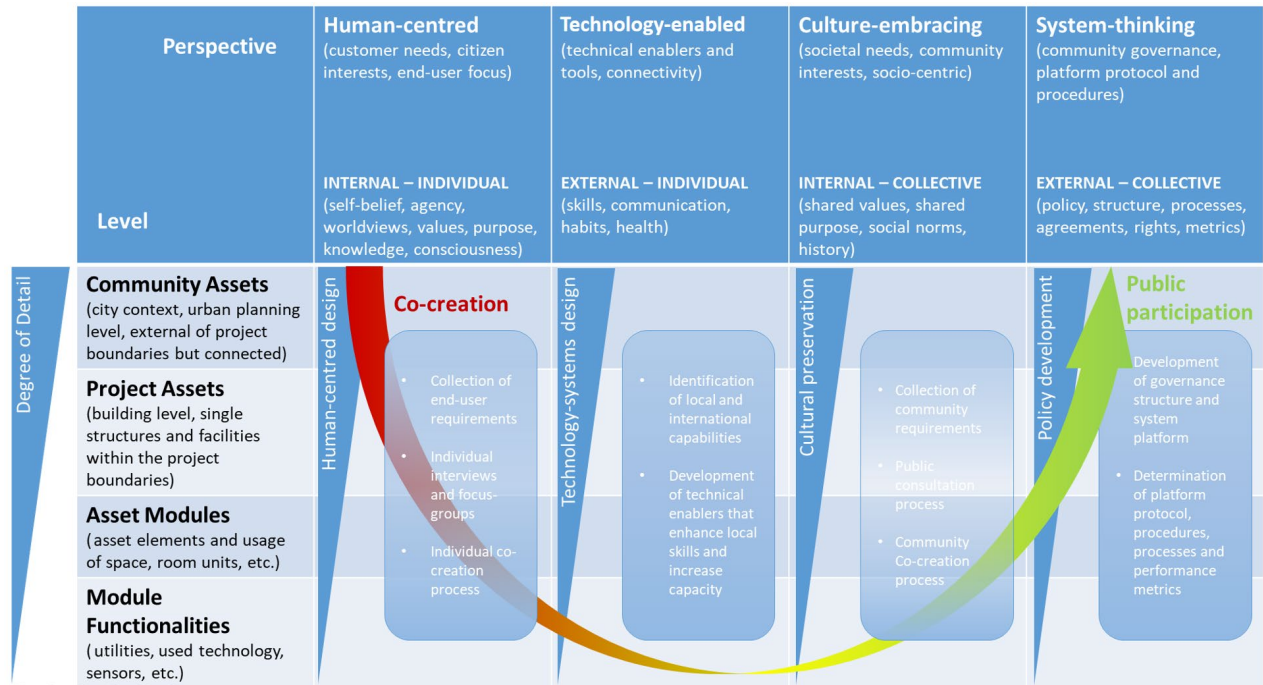 Perspective
Level
Human-centred
(customer needs, citizen
interests, end-user focus)
INTERNAL – INDIVIDUAL
(self-belief, agency,
worldviews, values, purpose,
knowledge, consciousness)
Technology-enabled
(technical enablers and
tools, connectivity)
EXTERNAL – INDIVIDUAL
(skills, communication,
habits, health)
Culture-embracing
(societal needs, community
interests, socio-centric)
INTERNAL – COLLECTIVE
(shared values, shared
purpose, social norms,
history)
System-thinking
(community governance,
platform protocol and
procedures)
EXTERNAL – COLLECTIVE
(policy, structure, processes,
agreements, rights, metrics)
Degree of Detail
Community Assets
(city context, urban planning
level, external of project
boundaries but connected)
Project Assets
(building level, single
structures and facilities
within the project
boundaries)
Asset Modules
(asset elements and usage
of space, room units, etc.)
Module
Functionalities
( utilities, used technology,
sensors, etc.)
Human-centred design
Co-creation
• Collection of
end-user
requirements
• Individual
interviews
and focus-
groups
• Individual co-
creation
process
Technology-systems design
• Identification
of local and
international
capabilities
• Development
of technical
enablers that
enhance local
skills and
increase
capacity
Cultural preservation
• Collection of
community
requirements
• Public
consultation
process
• Community
Co-creation
process
Policy development
Public
participation
• Development
of governance
structure and
system
platform
• Determination
of platform
protocol,
procedures,
processes and
performance
metrics